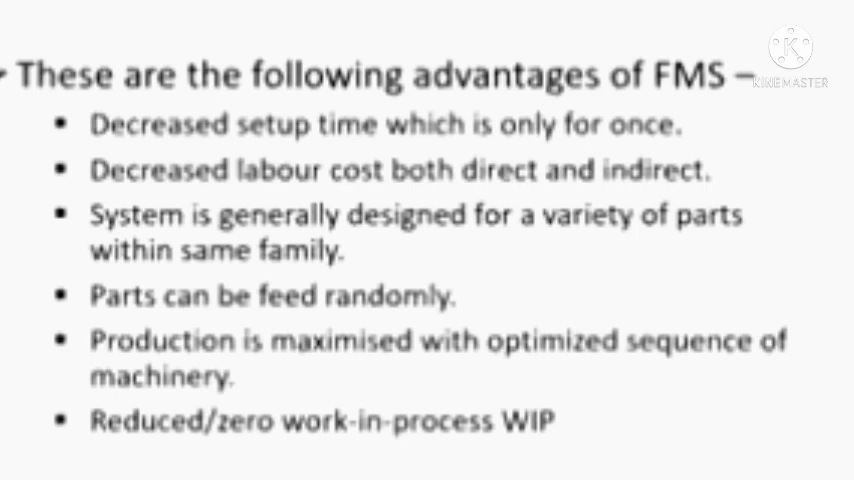 These are the following advantages of FMS –
KINEMASTER
▪ Decreased setup time which is only for once.
▪ Decreased labour cost both direct and indirect.
▪ System is generally designed for a variety of parts
within same family.
▪ Parts can be feed randomly.
▪ Production is maximised with optimized sequence of
machinery.
▪ Reduced/zero work-in-process WIP